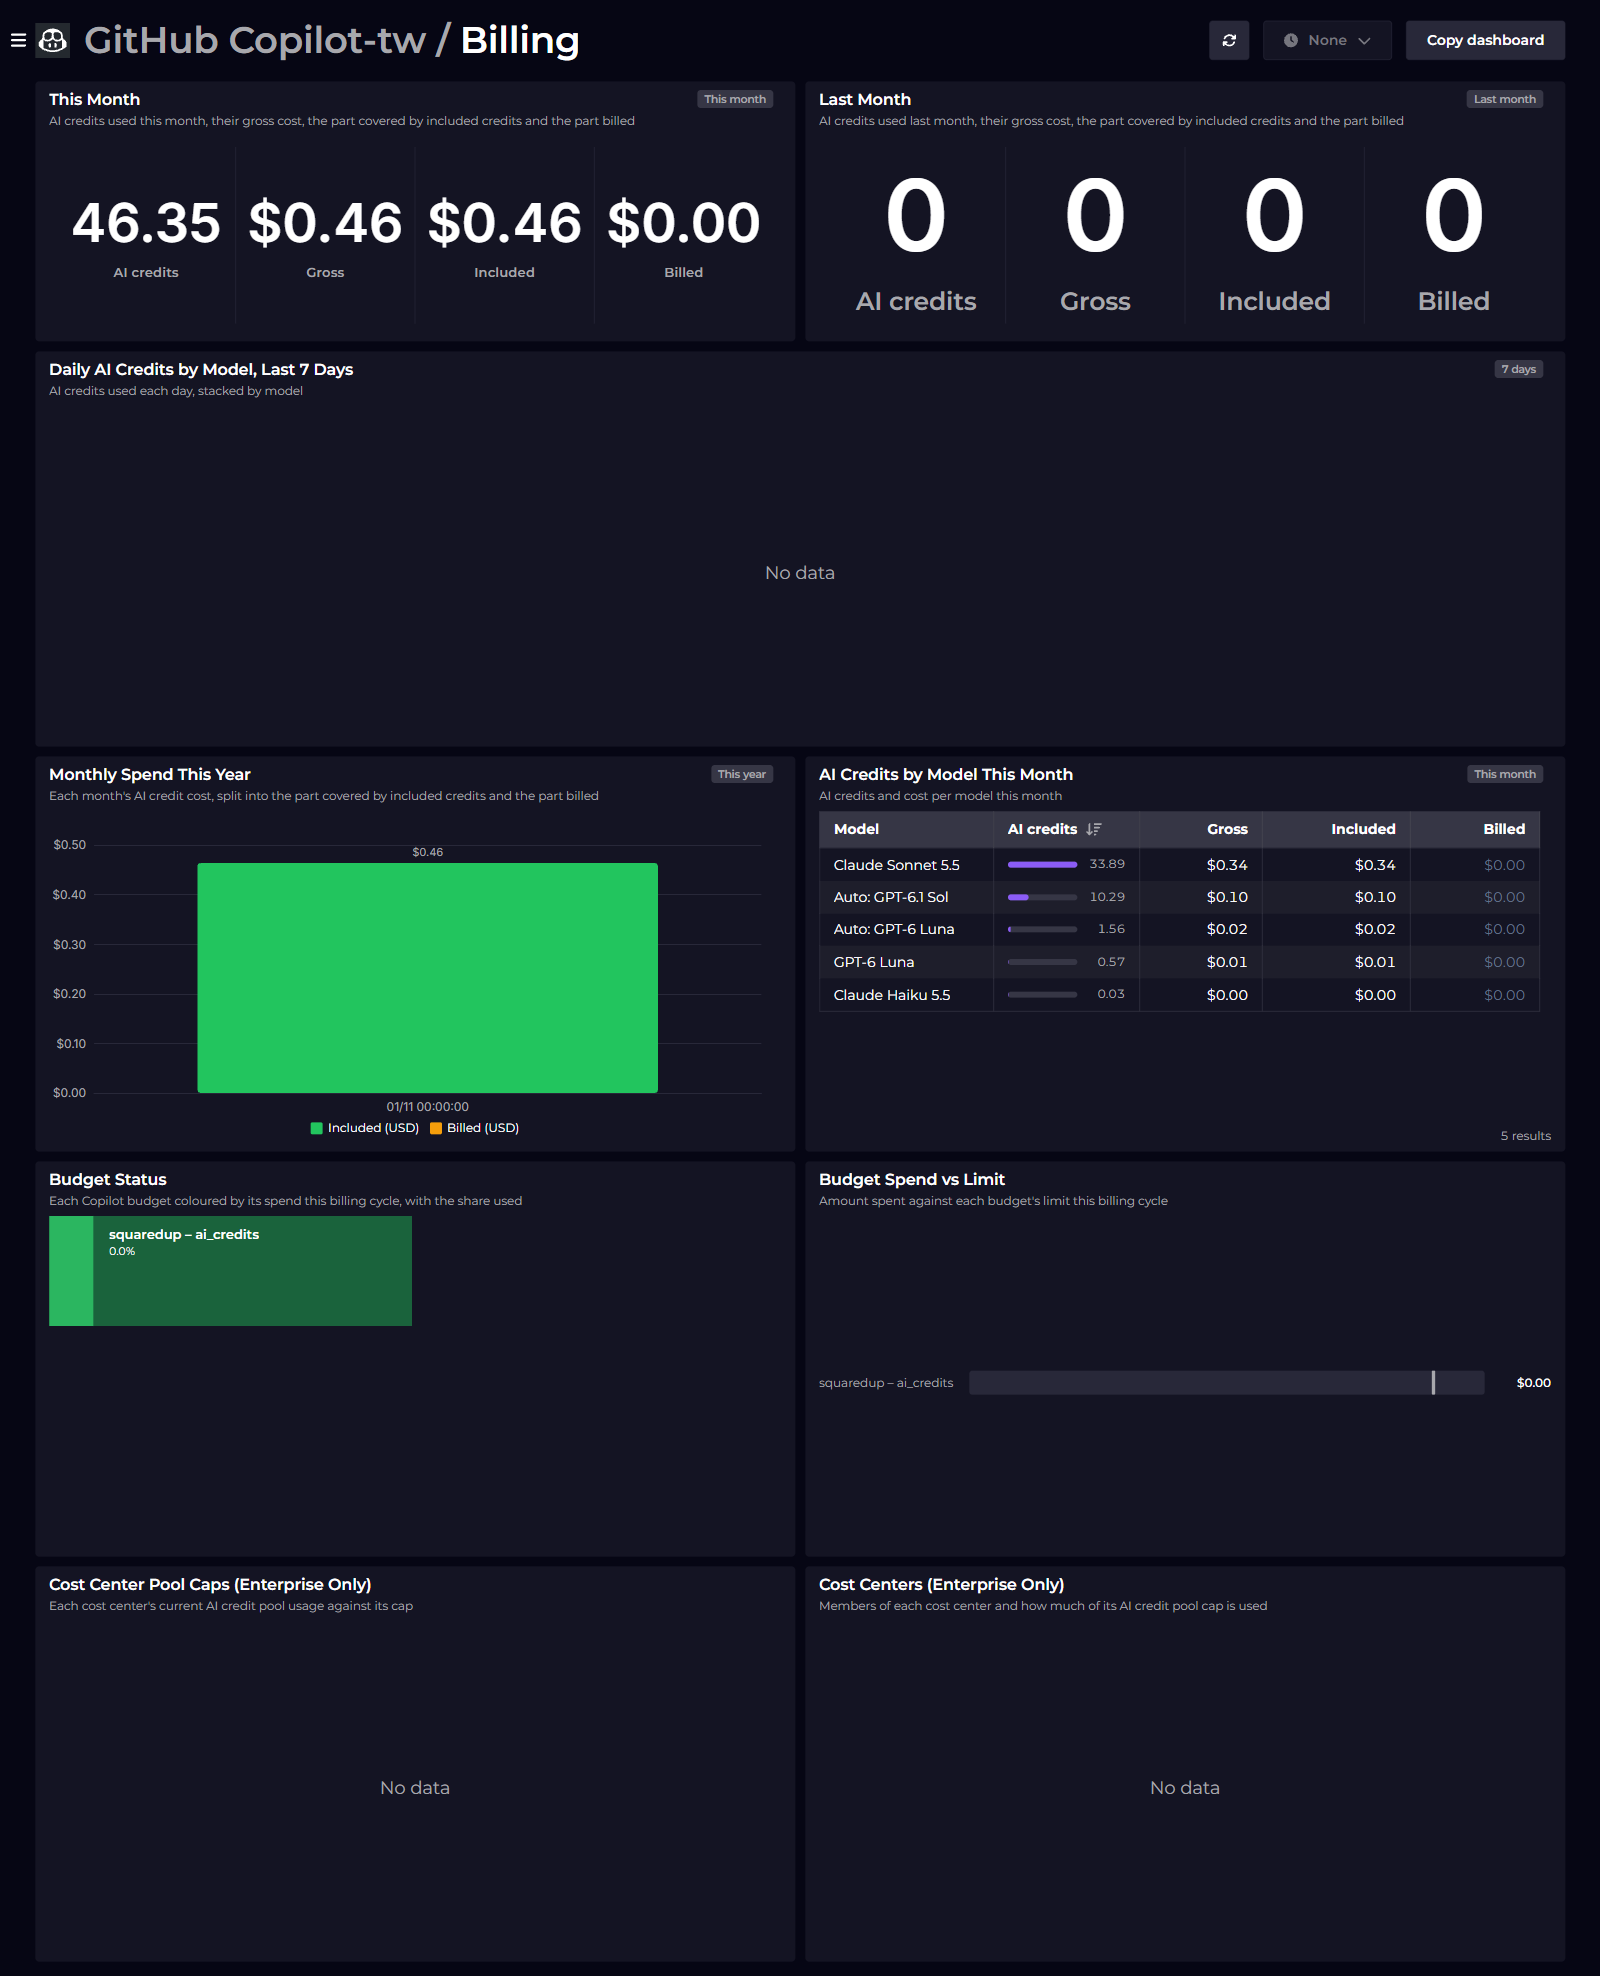 GitHub Copilot-tw / Billing
None
Copy dashboard
This Month
This month
AI credits used this month, their gross cost, the part covered by included credits and the part billed
46.35
AI credits
$0.46
Gross
$0.46
Included
$0.00
Billed
Last Month
Last month
AI credits used last month, their gross cost, the part covered by included credits and the part billed
0
AI credits
0
Gross
0
Included
0
Billed
Daily AI Credits by Model, Last 7 Days
7 days
AI credits used each day, stacked by model
No data
Monthly Spend This Year
This year
Each month's AI credit cost, split into the part covered by included credits and the part billed
$0.50
$0.40
$0.30
$0.20
$0.10
$0.00
$0.46
01/11 00:00:00
Included (USD)
Billed (USD)
AI Credits by Model This Month
This month
AI credits and cost per model this month
Model AI credits Gross Included Billed
Claude Sonnet 5.5 33.89 $0.34 $0.34 $0.00
Auto: GPT-6.1 Sol 10.29 $0.10 $0.10 $0.00
Auto: GPT-6 Luna 1.56 $0.02 $0.02 $0.00
GPT-6 Luna 0.57 $0.01 $0.01 $0.00
Claude Haiku 5.5 0.03 $0.00 $0.00 $0.00
5 results
Budget Status
Each Copilot budget coloured by its spend this billing cycle, with the share used
squaredup – ai_credits
0.0%
Budget Spend vs Limit
Amount spent against each budget's limit this billing cycle
squaredup – ai_credits
$0.00
Cost Center Pool Caps (Enterprise Only)
Each cost center's current AI credit pool usage against its cap
No data
Cost Centers (Enterprise Only)
Members of each cost center and how much of its AI credit pool cap is used
No data